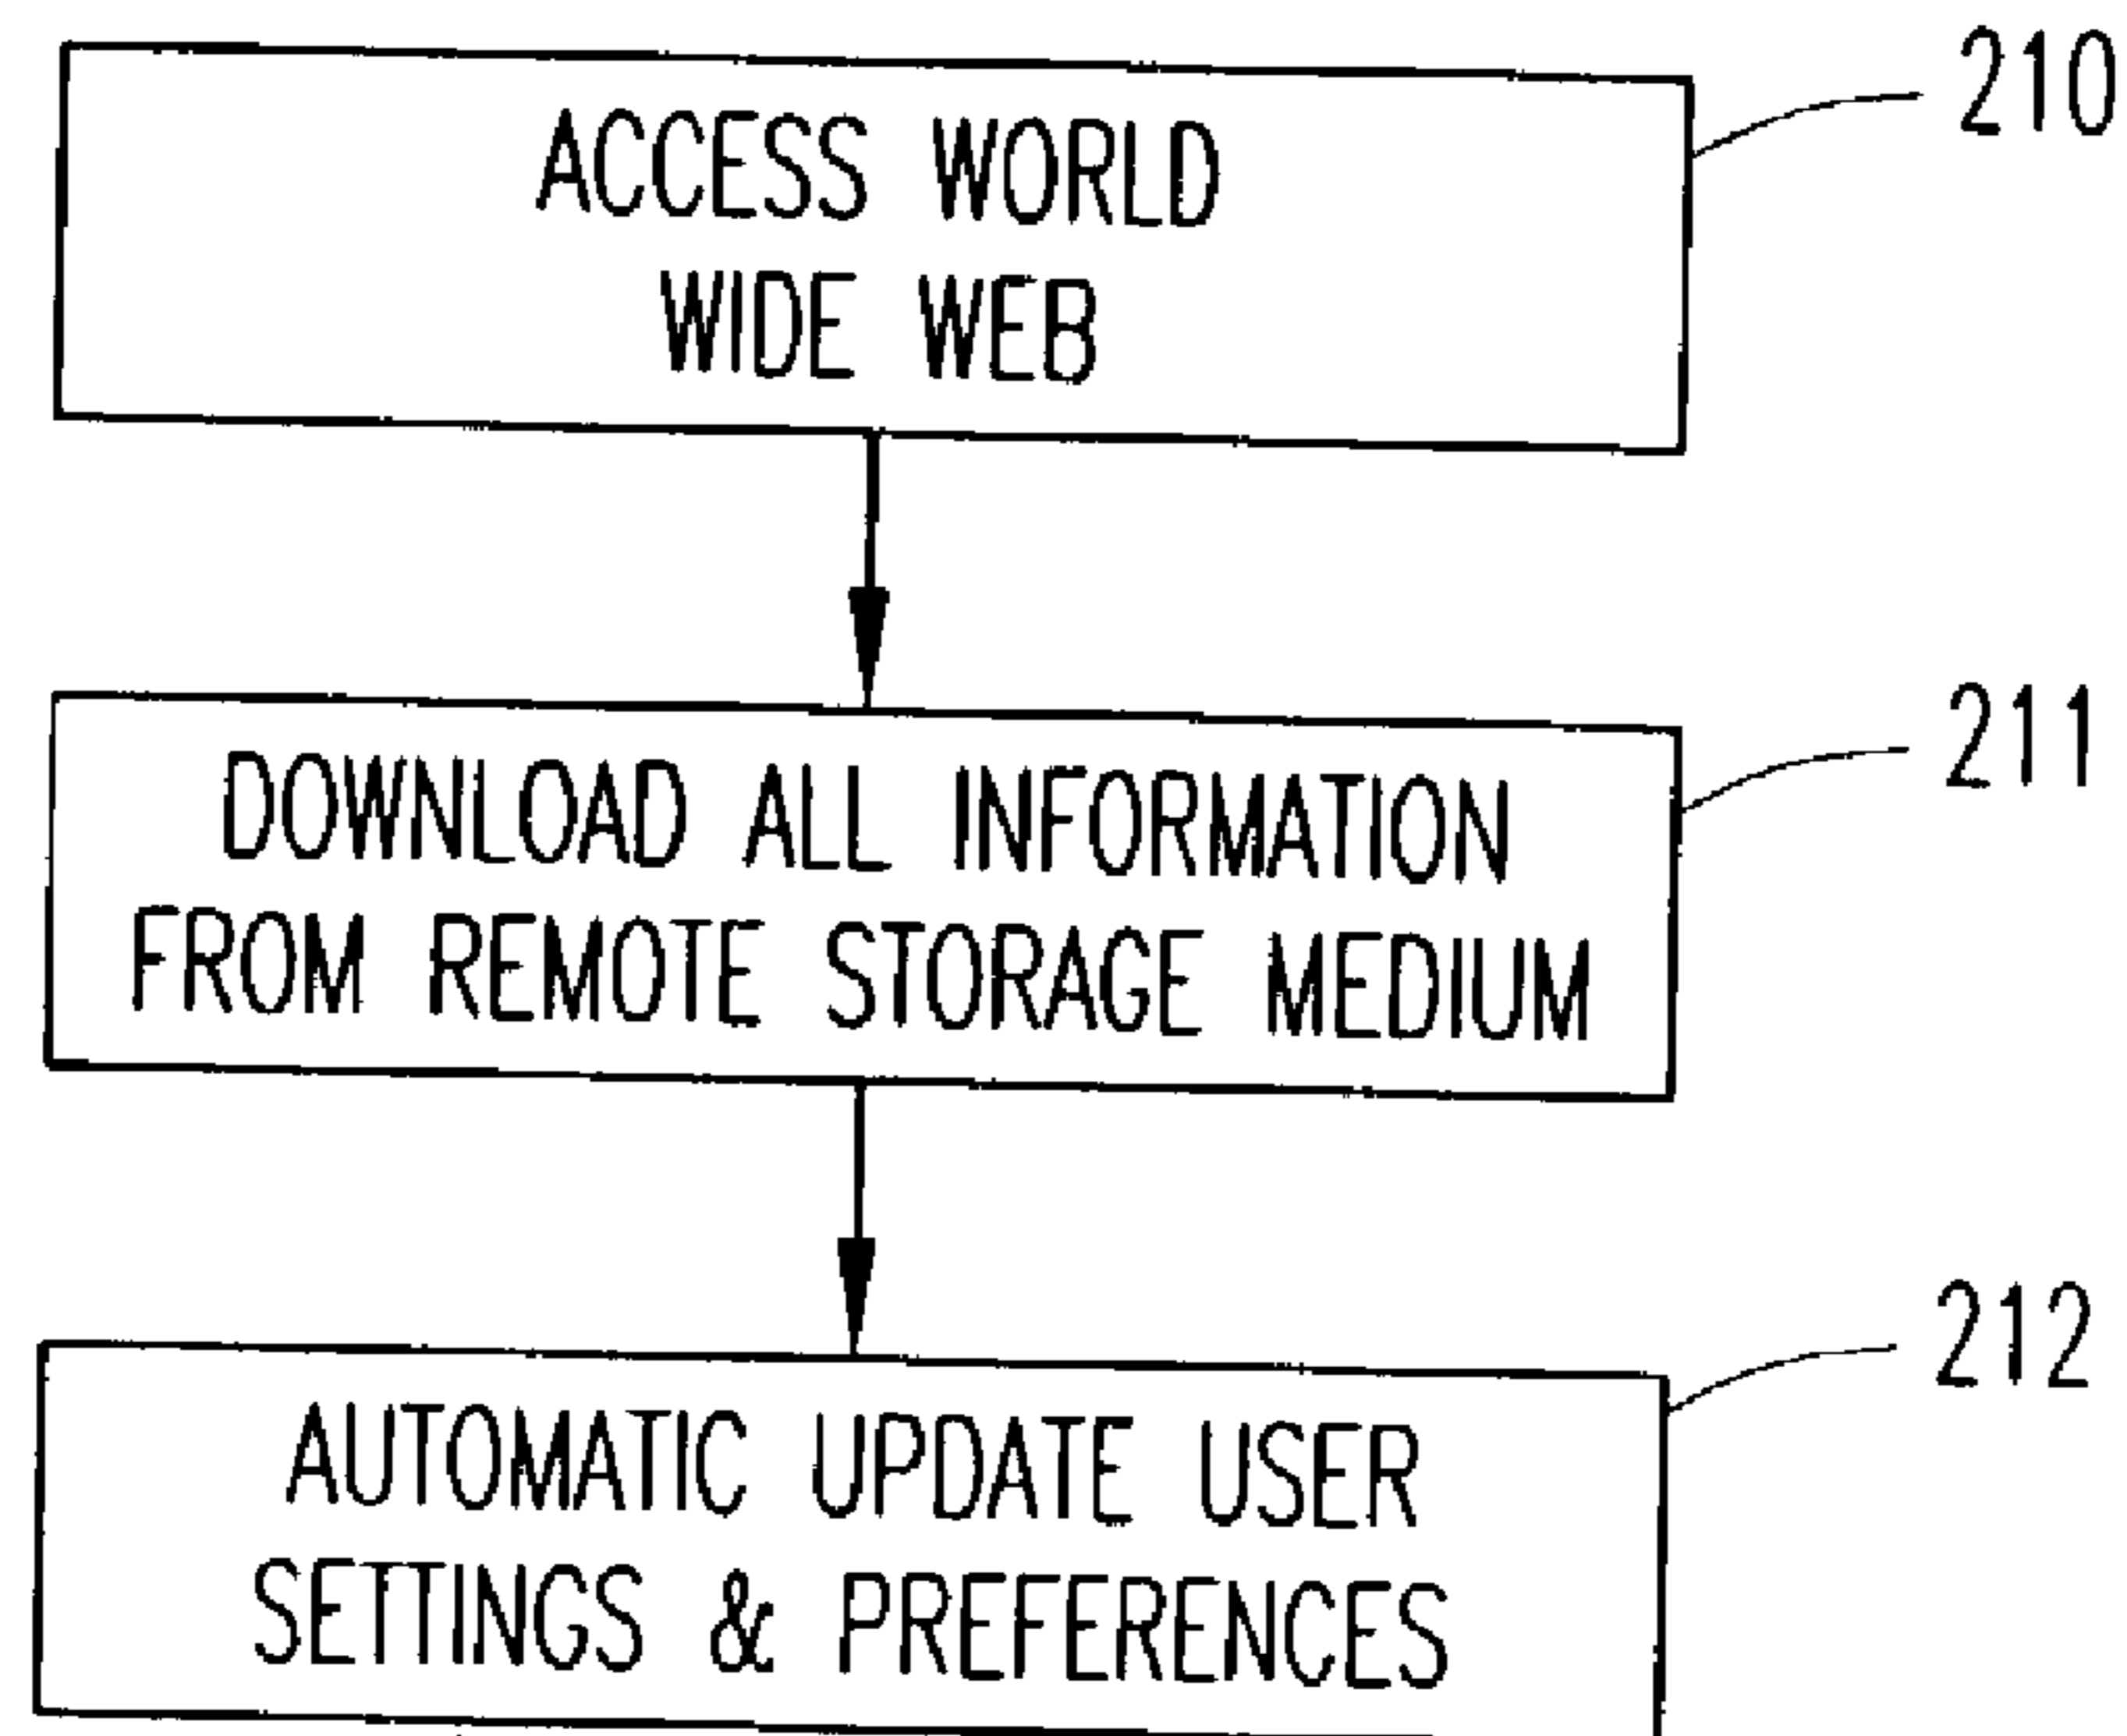 ACCESS WORLD
WIDE WEB
210
DOWNLOAD ALL INFORMATION
FROM REMOTE STORAGE MEDIUM
211
AUTOMATIC UPDATE USER
SETTINGS & PREFERENCES
212